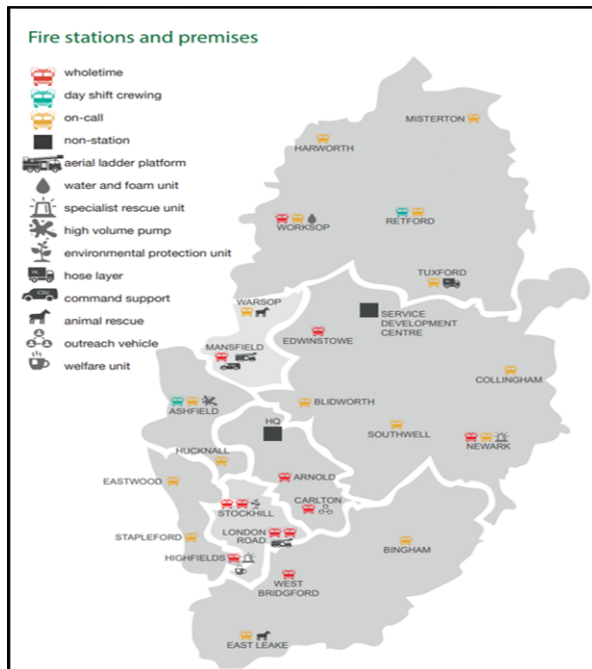 Fire stations and premises
wholetime
day shift crewing
on-call
non-station
aerial ladder platform
water and foam unit
specialist rescue unit
high volume pump
environmental protection unit
hose layer
command support
animal rescue
outreach vehicle
welfare unit
MISTERTON
HARWORTH
WORKSOP
RETFORD
TUXFORD
WARSOP
SERVICE
DEVELOPMENT
CENTRE
EDWINSTOWE
MANSFIELD
COLLINGHAM
ASHFIELD
BLIDWORTH
HQ
SOUTHWELL
NEWARK
HUCKNALL
EASTWOOD
ARNOLD
CARLTON
STOCKHILL
STAPLEFORD
LONDON
ROAD
BINGHAM
HIGHFIELDS
WEST
BRIDGFORD
EAST LEAKE